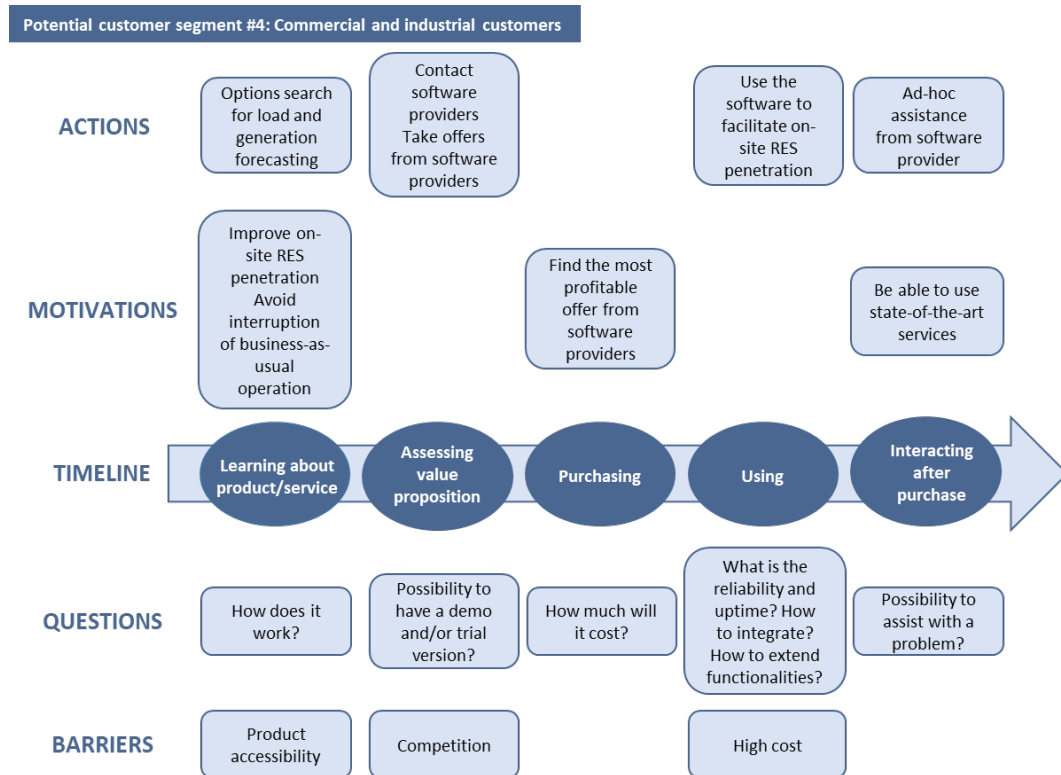 Potential customer segment #4: Commercial and industrial customers
ACTIONS
Options search
for load and
generation
forecasting
Contact
software
providers
Take offers
from software
providers
Use the
software to
facilitate on-
site RES
penetration
Ad-hoc
assistance
from software
provider
MOTIVATIONS
Improve on-
site RES
penetration
Avoid
interruption
of business-as-
usual
operation
Find the most
profitable
offer from
software
providers
Be able to use
state-of-the-art
services
TIMELINE
Learning about
product/service
Assessing
value
proposition
Purchasing
Using
Interacting
after
purchase
QUESTIONS
How does it
work?
Possibility to
have a demo
and/or trial
version?
How much will
it cost?
What is the
reliability and
uptime? How
to integrate?
How to extend
functionalities?
Possibility to
assist with a
problem?
BARRIERS
Product
accessibility
Competition
High cost